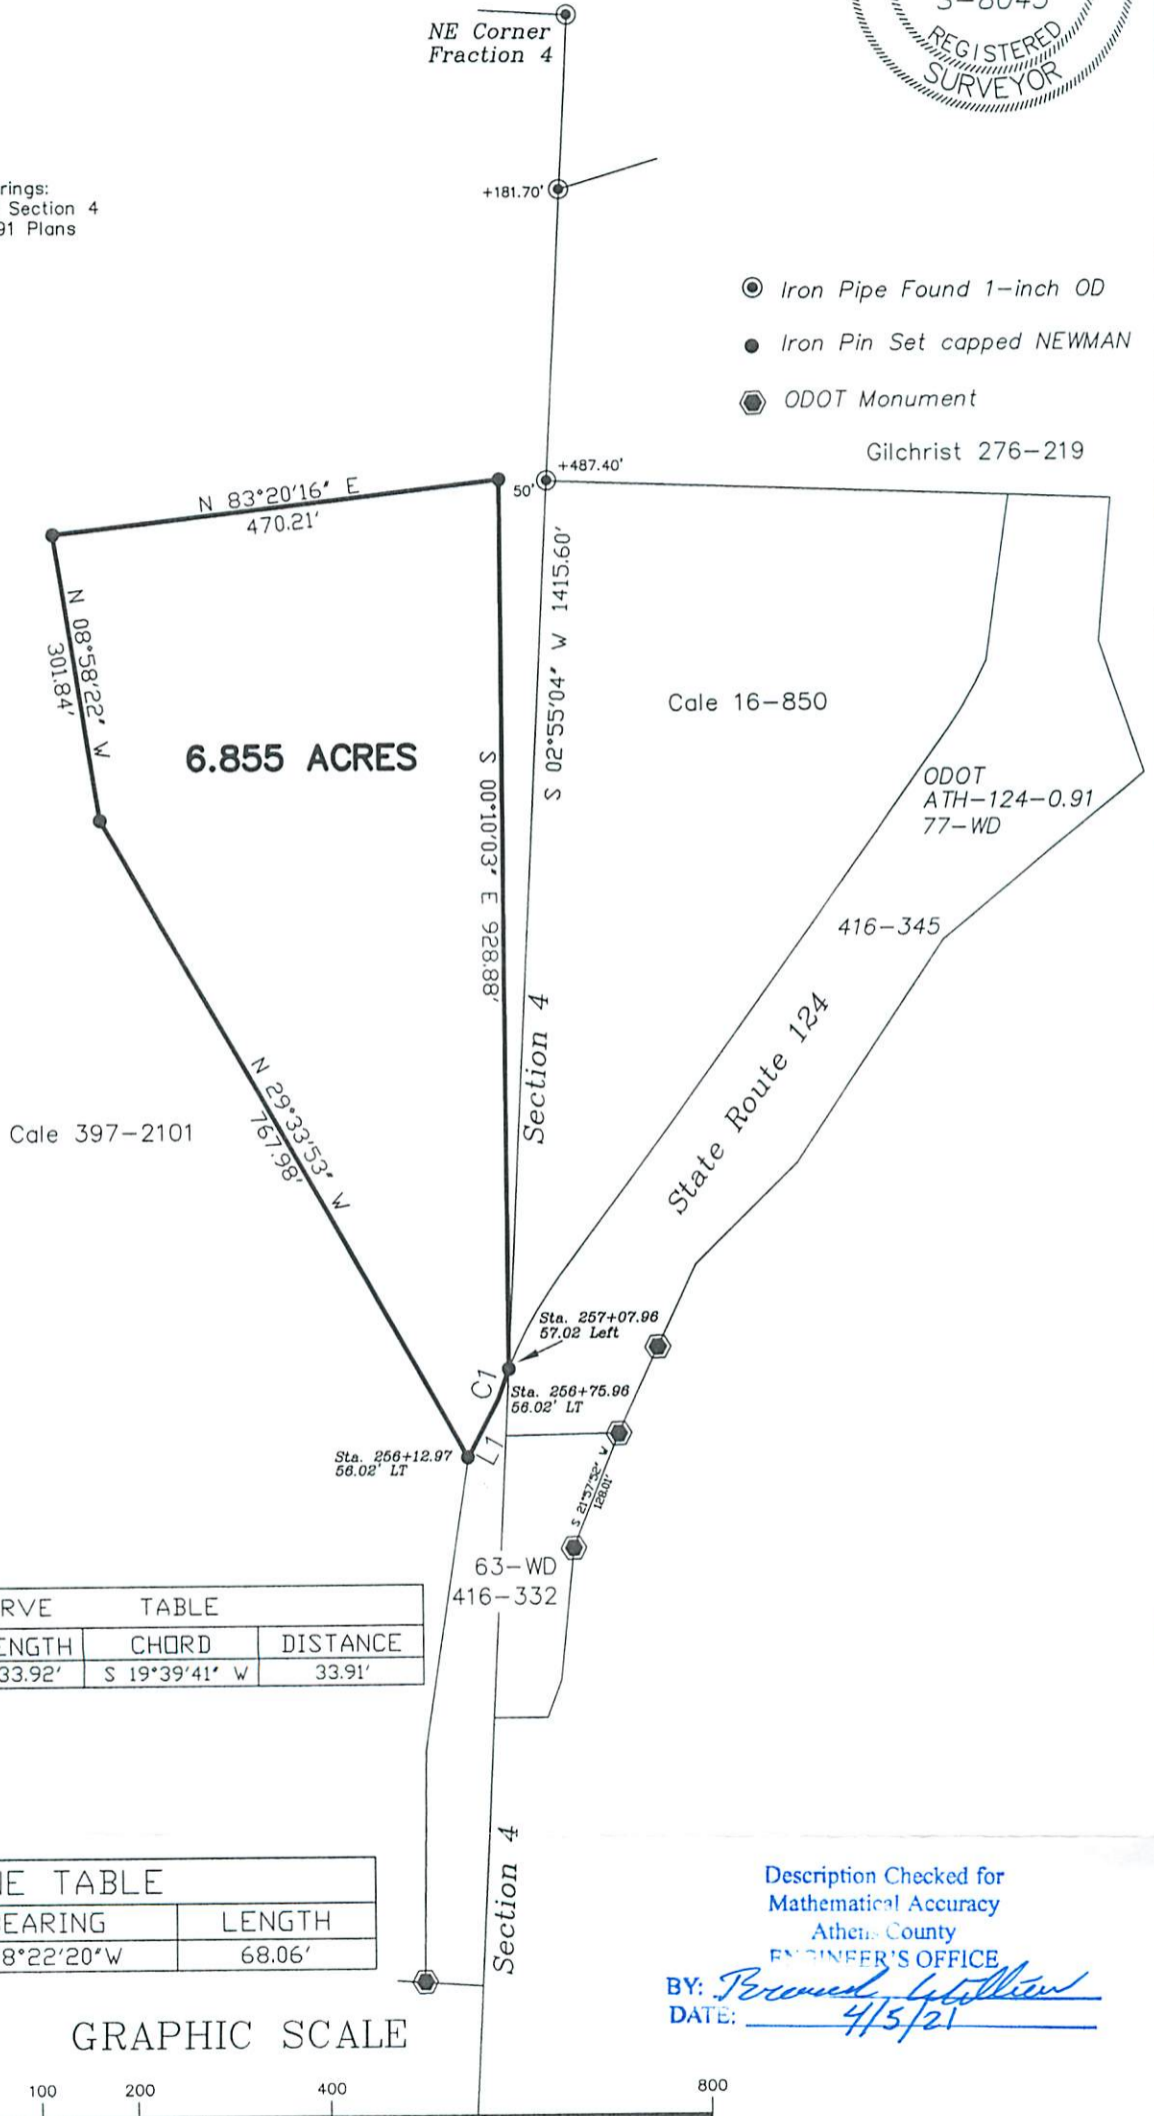 REGISTERED
SURVEYOR
NE Corner
Fraction 4
rings:
Section 4
91 Plans
+181.70'
Iron Pipe Found 1-inch OD
Iron Pin Set capped NEWMAN
ODOT Monument
Gilchrist 276-219
+487.40'
50'
N 83°20'16" E
470.21'
N 08°58'22" W
301.84'
6.855 ACRES
S 00°10'03" E 928.88'
S 02°55'04" W 1415.60'
Cale 16-850
ODOT
ATH-124-0.91
77-WD
416-345
Section 4
State Route 124
Cale 397-2101
N 29°33'53" W
767.98'
Sta. 257+07.96
57.02 Left
C1
Sta. 256+75.96
56.02' LT
L1
Sta. 256+12.97
56.02' LT
S 21°57'52" W
128.01'
63-WD
416-332
RVE TABLE
ENGTH CHORD DISTANCE
33.92' S 19°39'41" W 33.91'
Section 4
NE TABLE
EARING LENGTH
8°22'20"W 68.06'
Description Checked for
Mathematical Accuracy
Athens County
ENGINEER'S OFFICE
BY:
DATE: 4/5/21
GRAPHIC SCALE
100 200 400 800